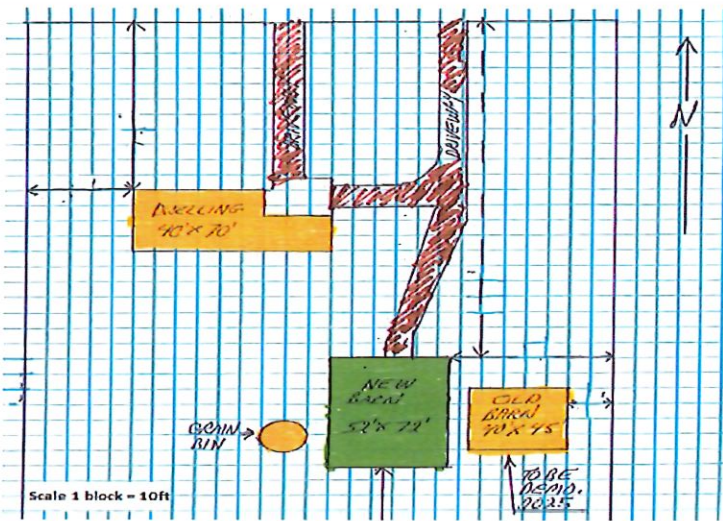 DRIVEWAY
DRIVEWAY
N
DWELLING
40' X 70'
NEW
BARN
52' X 72'
OLD
BARN
40' X 45
GRAIN
BIN
TO BE
DEMO.
2025
Scale 1 block = 10ft